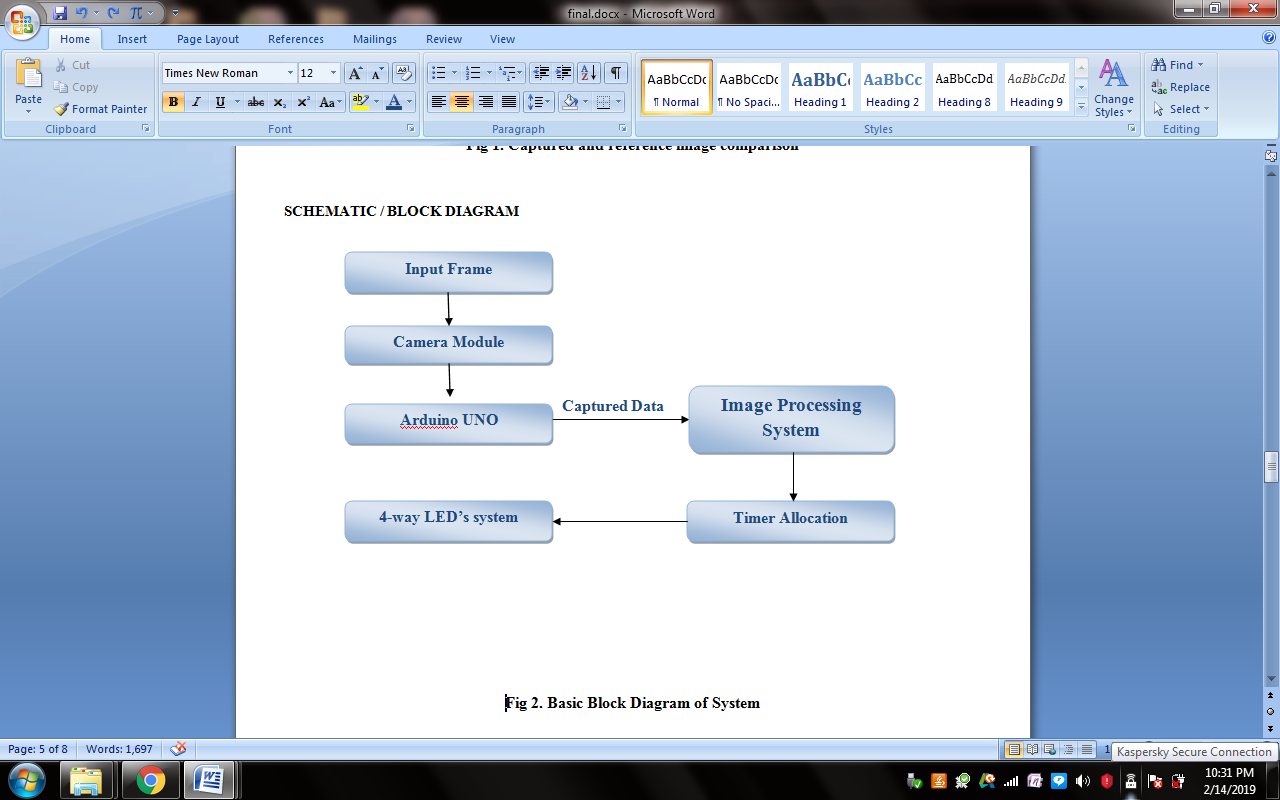 final.docx - Microsoft Word
Home Insert Page Layout References Mailings Review View
Paste
Cut
Copy
Format Painter
Clipboard
Times New Roman 12
B I U abc X₂ X² Aa
Font
Paragraph
AaBbCcDc AaBbCcDc AaBbC AaBbCc AaBbCcDd AaBbCcDd
¶ Normal ¶ No Spaci... Heading 1 Heading 2 Heading 8 Heading 9
Change
Styles
Styles
Find
Replace
Select
Editing
Fig 1. Captured and reference image comparison
SCHEMATIC / BLOCK DIAGRAM
Input Frame
Camera Module
Arduino UNO
Captured Data
Image Processing
System
4-way LED’s system
Timer Allocation
Fig 2. Basic Block Diagram of System
Page: 5 of 8 Words: 1,697
Kaspersky Secure Connection
10:31 PM
2/14/2019